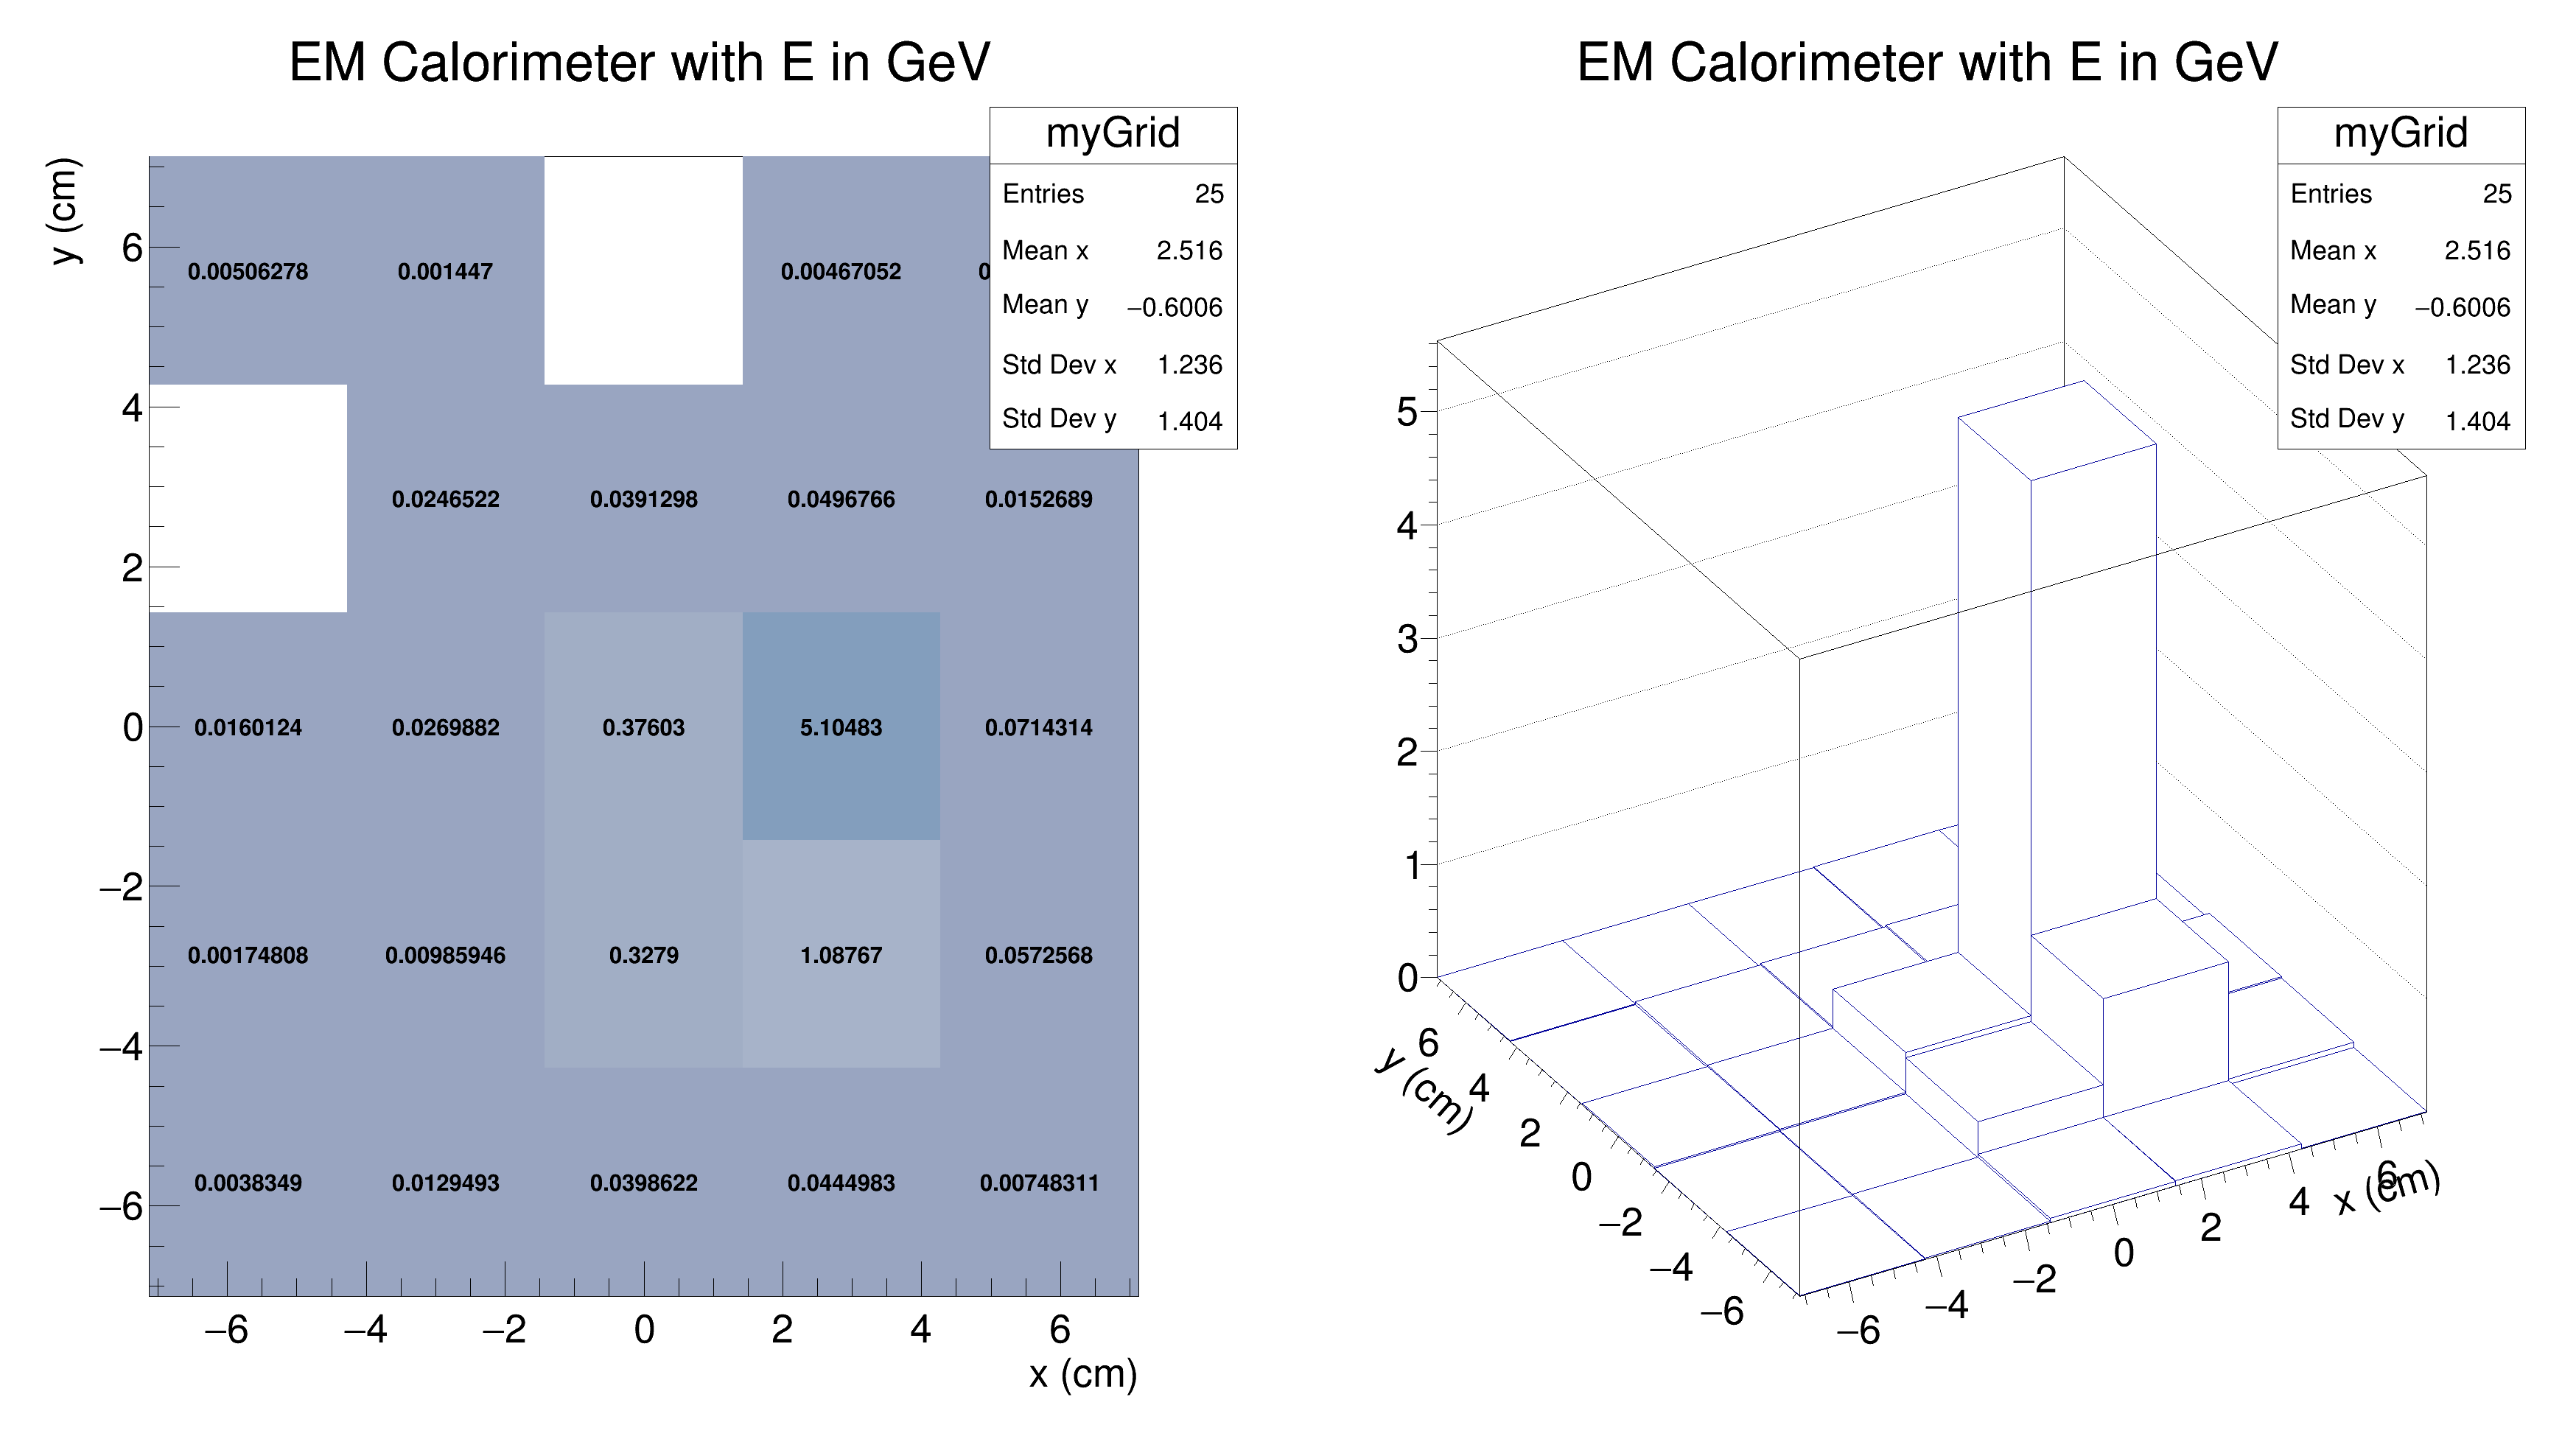 EM Calorimeter with E in GeV
myGrid
Entries 25
Mean x 2.516
Mean y −0.6006
Std Dev x 1.236
Std Dev y 1.404
y (cm)
6
4
2
0
−2
−4
−6
0.00506278 0.001447 0.00467052 0
0.0246522 0.0391298 0.0496766 0.0152689
0.0160124 0.0269882 0.37603 5.10483 0.0714314
0.00174808 0.00985946 0.3279 1.08767 0.0572568
0.0038349 0.0129493 0.0398622 0.0444983 0.00748311
−6 −4 −2 0 2 4 6
x (cm)
EM Calorimeter with E in GeV
myGrid
Entries 25
Mean x 2.516
Mean y −0.6006
Std Dev x 1.236
Std Dev y 1.404
5
4
3
2
1
0
6
4
2
0
−2
−4
−6
y (cm)
−6
−4
−2
0
2
4
6
x (cm)